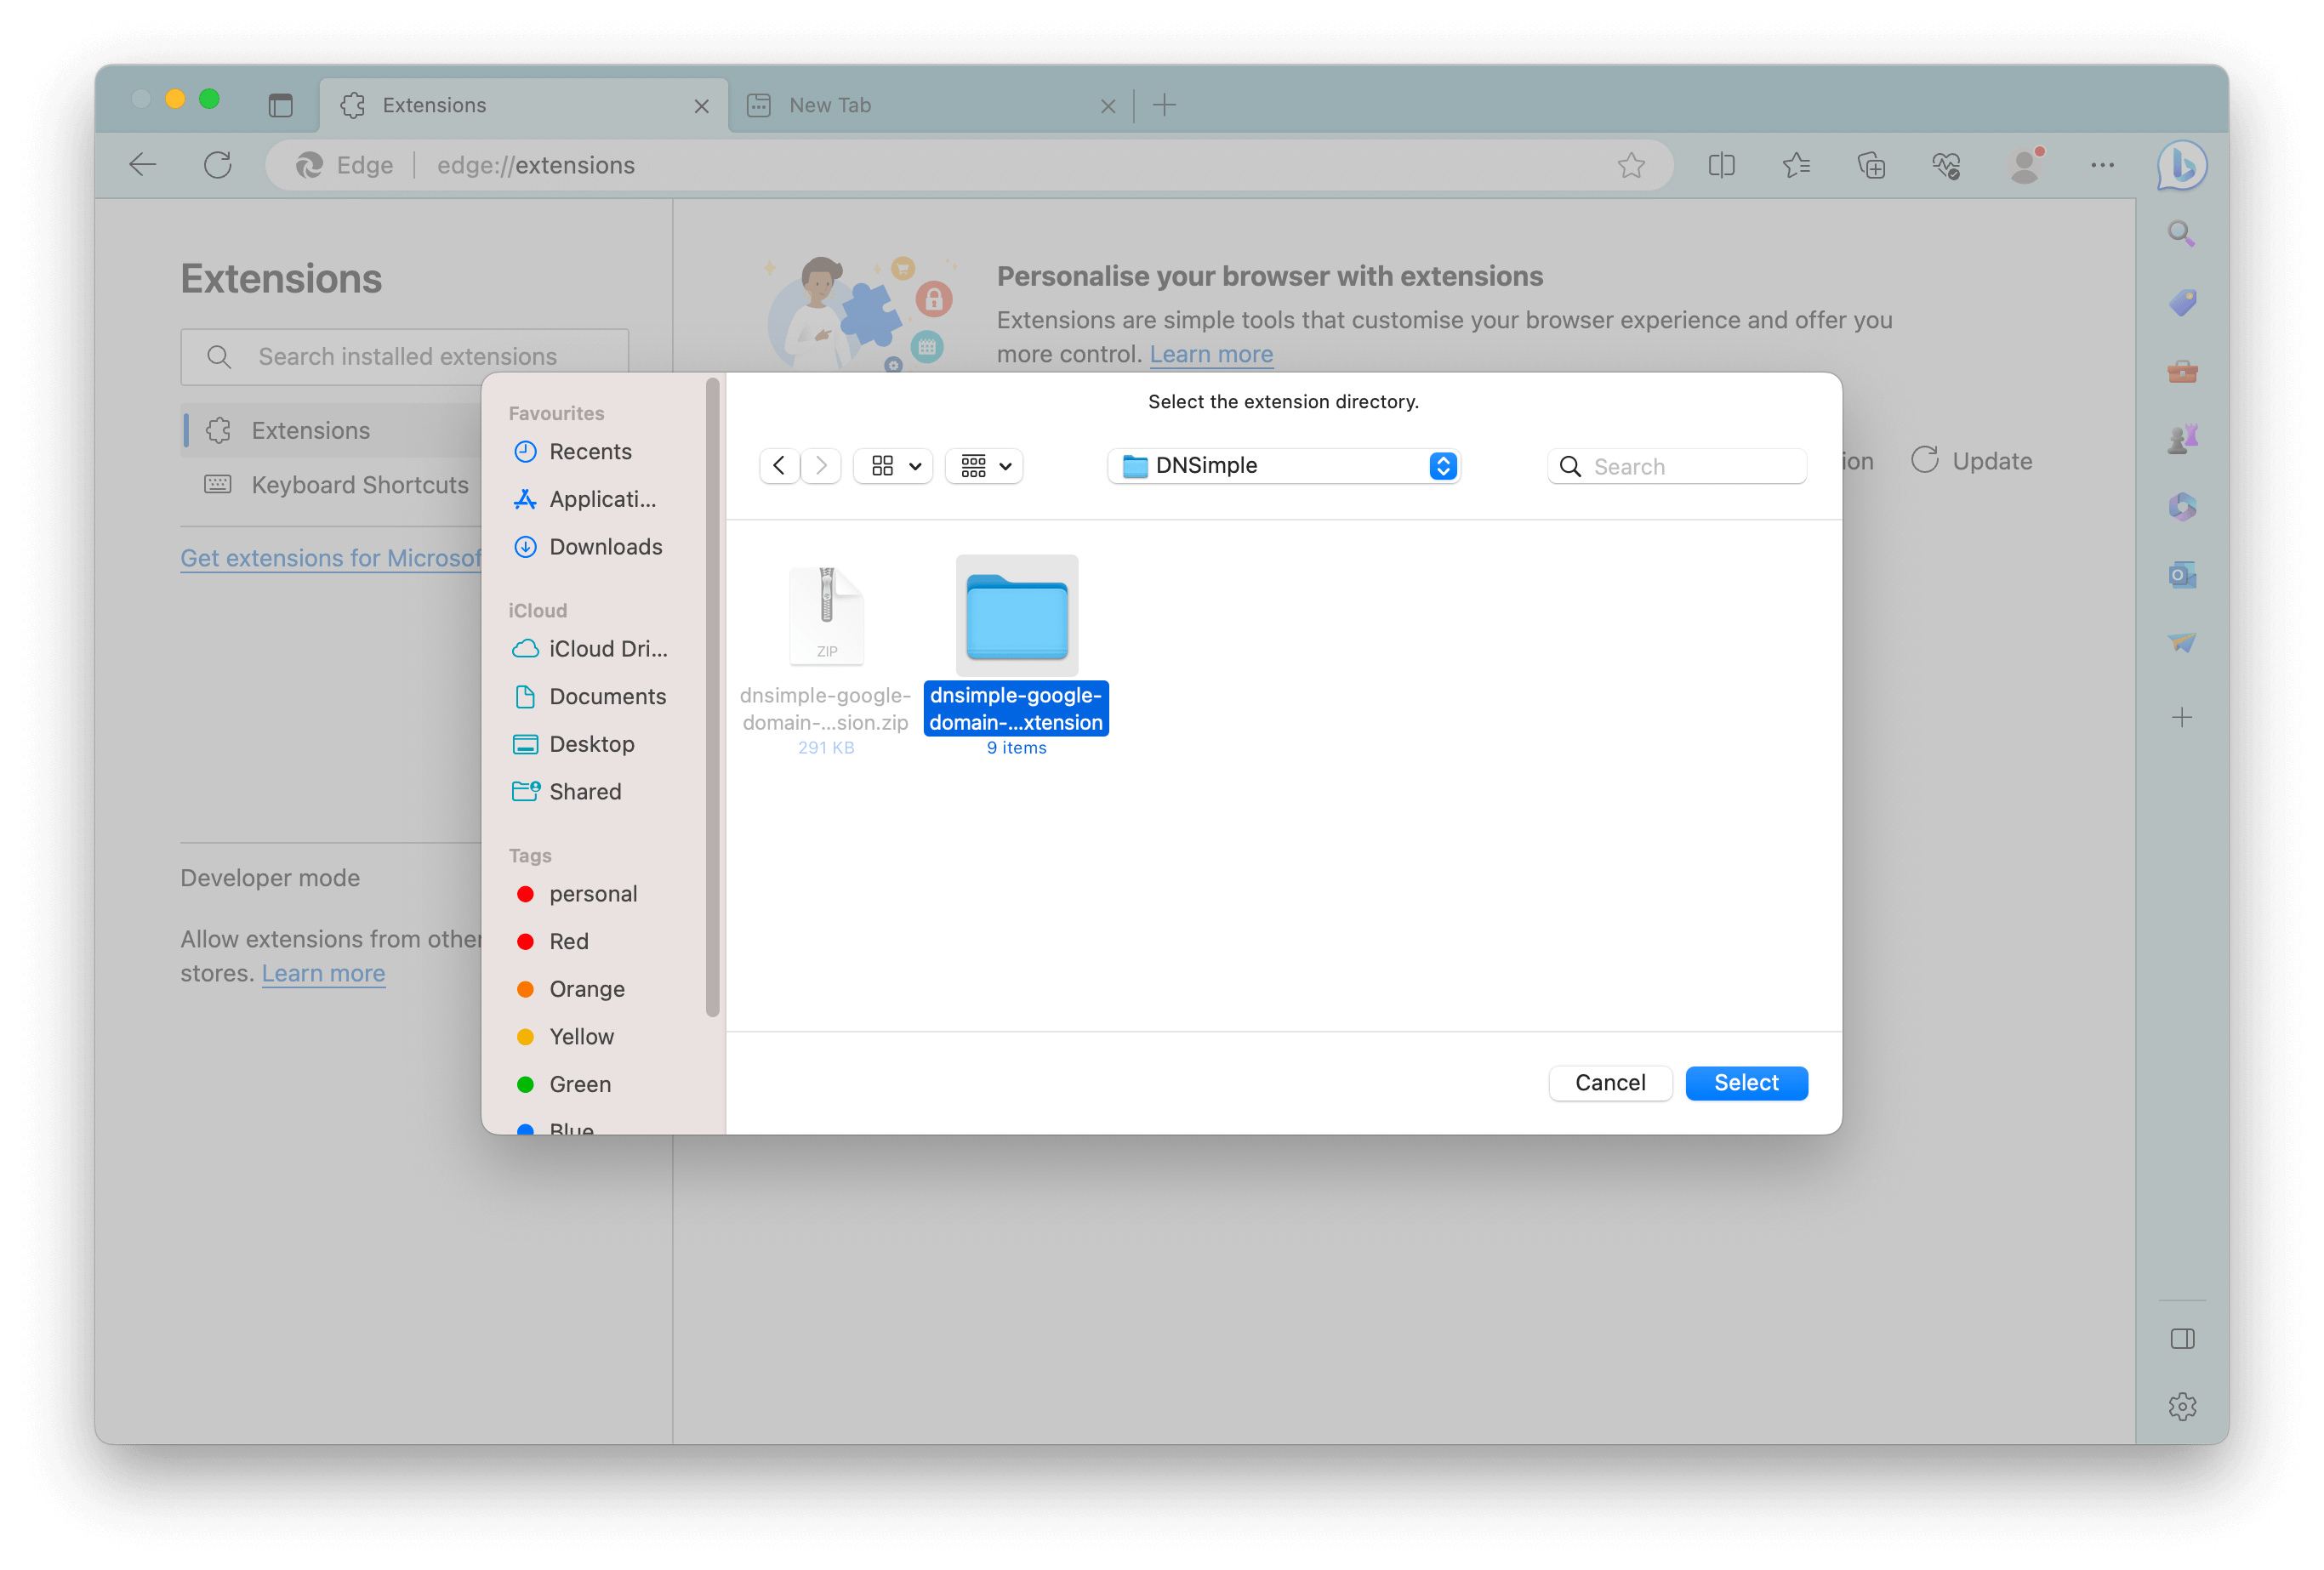 Extensions
New Tab
Edge
edge://extensions
Extensions
Search installed extensions
Extensions
Keyboard Shortcuts
Get extensions for Microsof
Developer mode
Allow extensions from other
stores. Learn more
Personalise your browser with extensions
Extensions are simple tools that customise your browser experience and offer you
more control. Learn more
ion
Update
Favourites
Recents
Applicati...
Downloads
iCloud
iCloud Dri...
Documents
Desktop
Shared
Tags
personal
Red
Orange
Yellow
Green
Blue
Select the extension directory.
DNSimple
Search
ZIP
dnsimple-google-
domain-...sion.zip
291 KB
dnsimple-google-
domain-...xtension
9 items
Cancel
Select